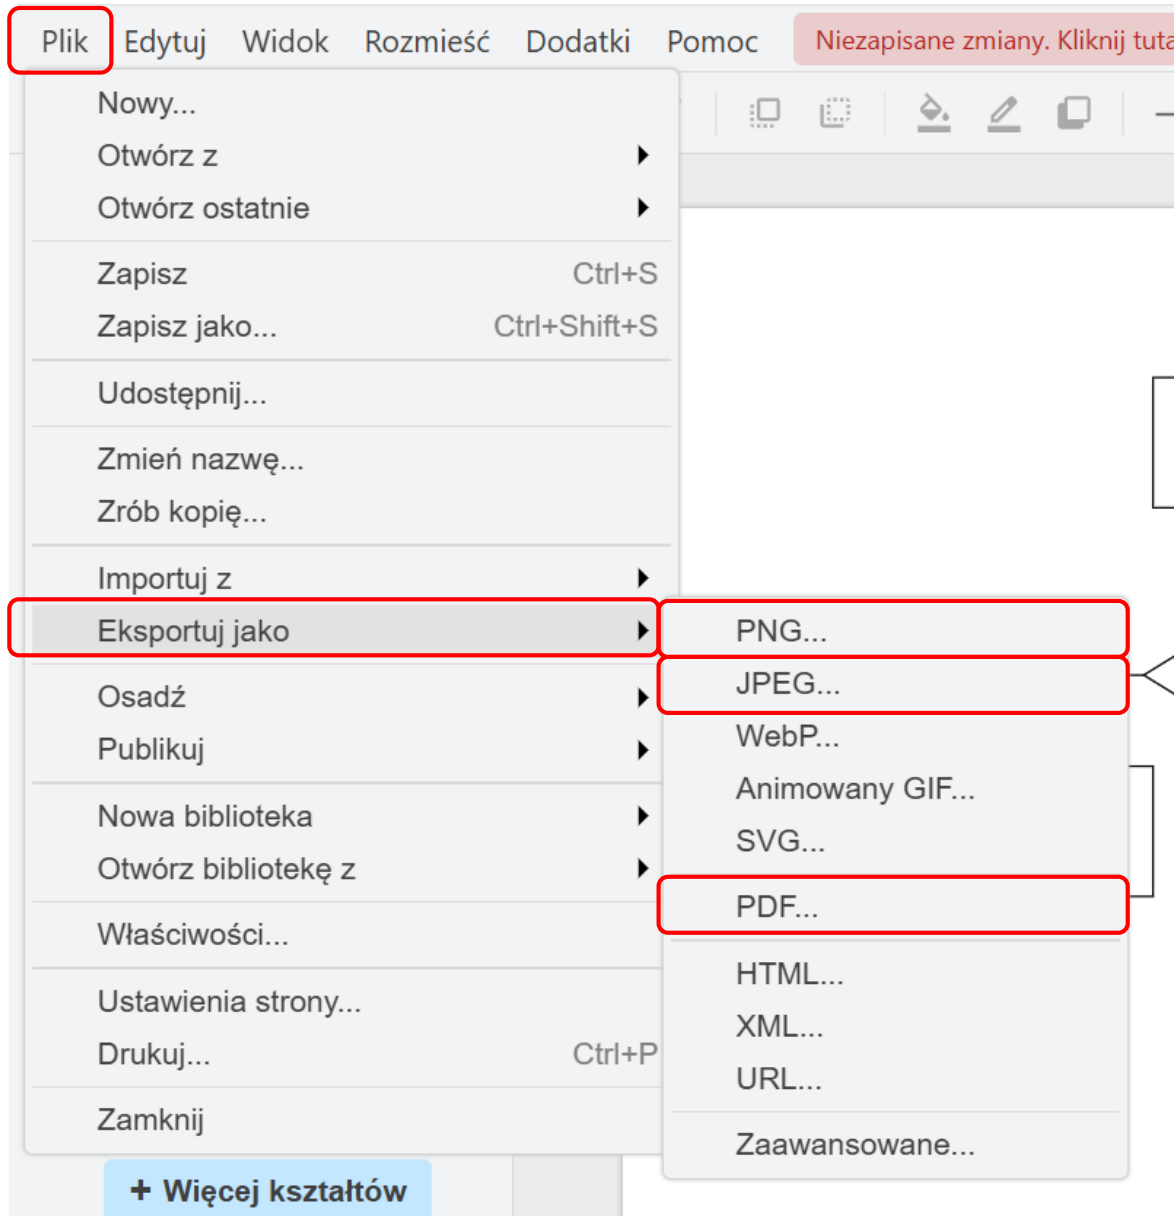 Plik Edytuj Widok Rozmieść Dodatki Pomoc Niezapisane zmiany. Kliknij
Nowy...
Otwórz z
Otwórz ostatnie
Zapisz Ctrl+S
Zapisz jako... Ctrl+Shift+S
Udostępnij...
Zmień nazwę...
Zrób kopię...
Importuj z
Eksportuj jako
PNG...
JPEG...
WebP...
Animowany GIF...
SVG...
PDF...
HTML...
XML...
URL...
Zaawansowane...
Osadź
Publikuj
Nowa biblioteka
Otwórz bibliotekę z
Właściwości...
Ustawienia strony...
Drukuj... Ctrl+P
Zamknij
+ Więcej kształtów